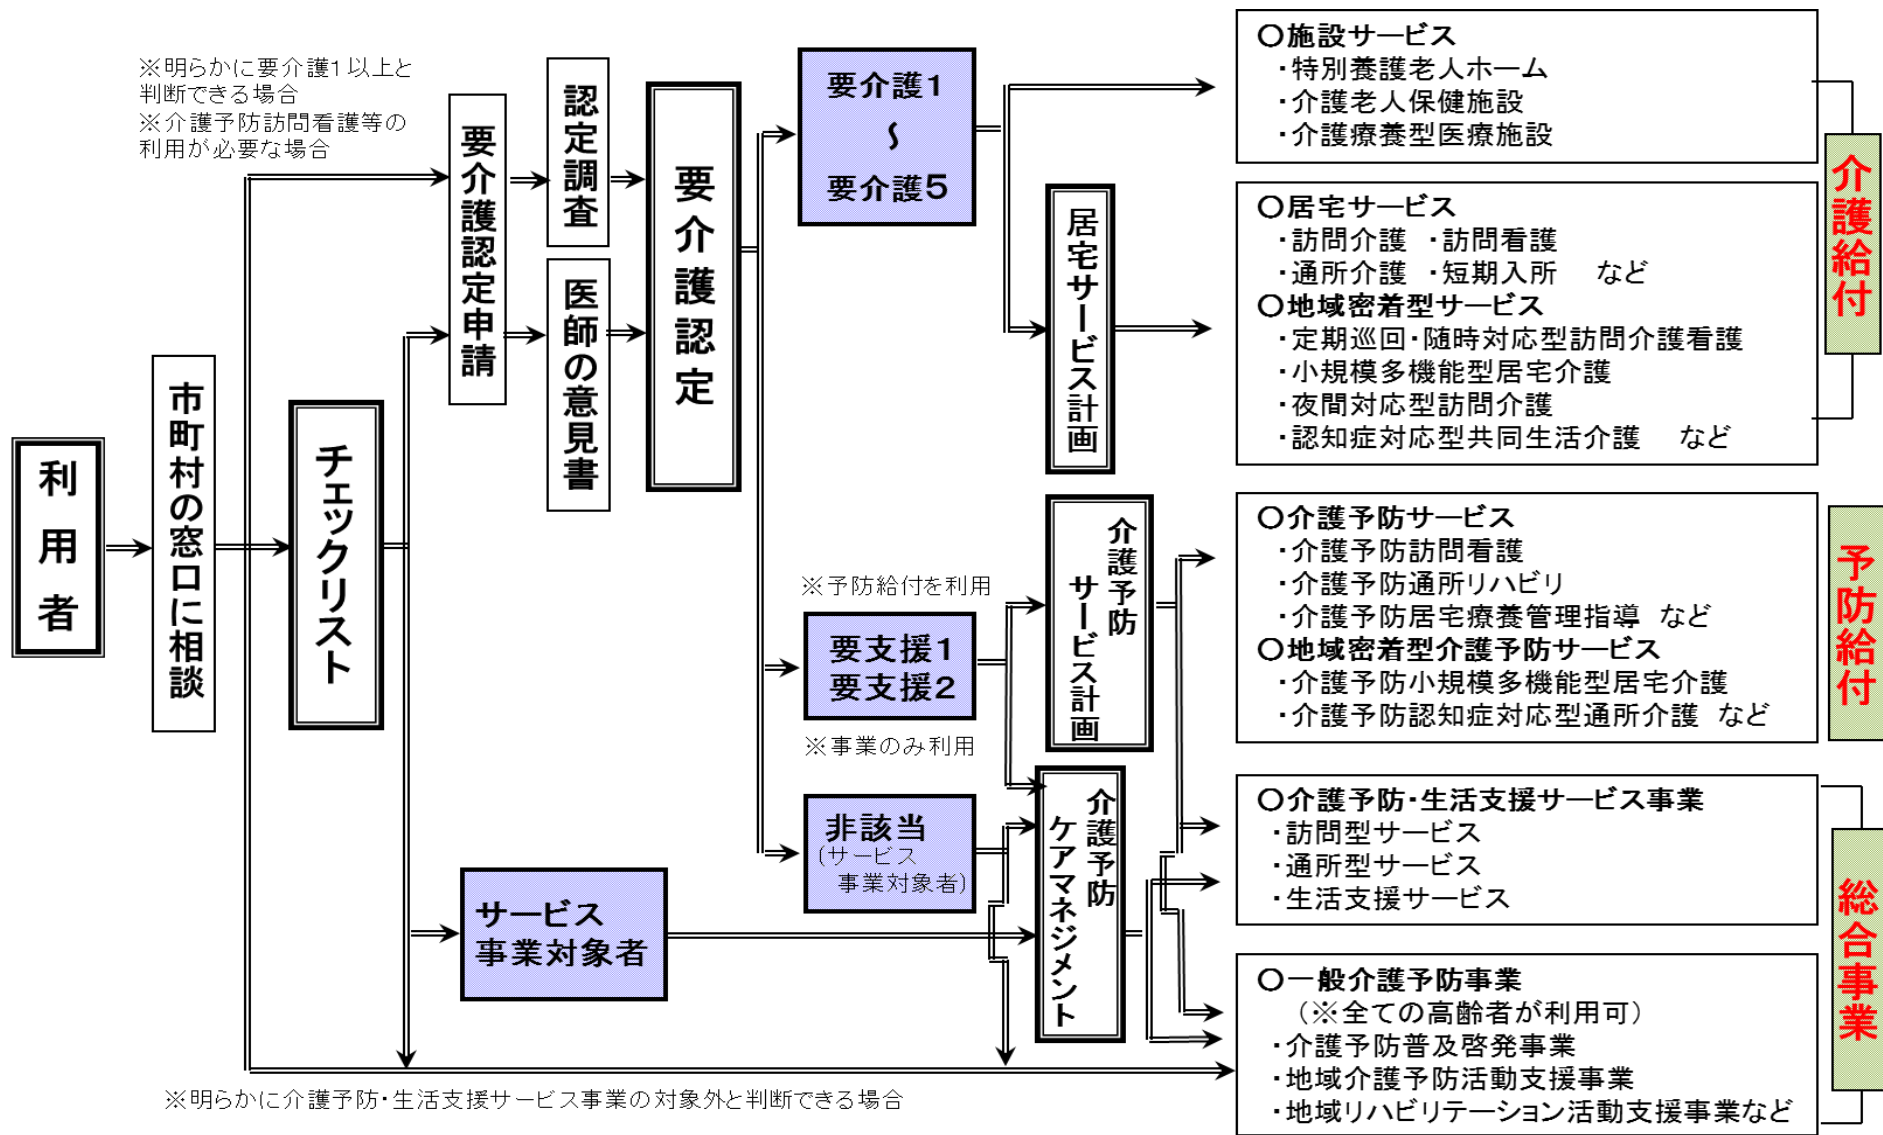 利用者
市町村の窓口に相談
※明らかに要介護1以上と
判断できる場合
※介護予防訪問看護等の
利用が必要な場合
チェックリスト
要介護認定申請
認定調査
医師の意見書
要介護認定
要介護1
〜
要介護5
※予防給付を利用
要支援1
要支援2
※事業のみ利用
非該当
(サービス
事業対象者)
サービス
事業対象者
※明らかに介護予防・生活支援サービス事業の対象外と判断できる場合
居宅サービス計画
介護予防
サービス計画
介護予防
ケアマネジメント
○施設サービス
・特別養護老人ホーム
・介護老人保健施設
・介護療養型医療施設
○居宅サービス
・訪問介護 ・訪問看護
・通所介護 ・短期入所 など
○地域密着型サービス
・定期巡回・随時対応型訪問介護看護
・小規模多機能型居宅介護
・夜間対応型訪問介護
・認知症対応型共同生活介護 など
介護給付
○介護予防サービス
・介護予防訪問看護
・介護予防通所リハビリ
・介護予防居宅療養管理指導 など
○地域密着型介護予防サービス
・介護予防小規模多機能型居宅介護
・介護予防認知症対応型通所介護 など
予防給付
○介護予防・生活支援サービス事業
・訪問型サービス
・通所型サービス
・生活支援サービス
○一般介護予防事業
(※全ての高齢者が利用可)
・介護予防普及啓発事業
・地域介護予防活動支援事業
・地域リハビリテーション活動支援事業など
総合事業